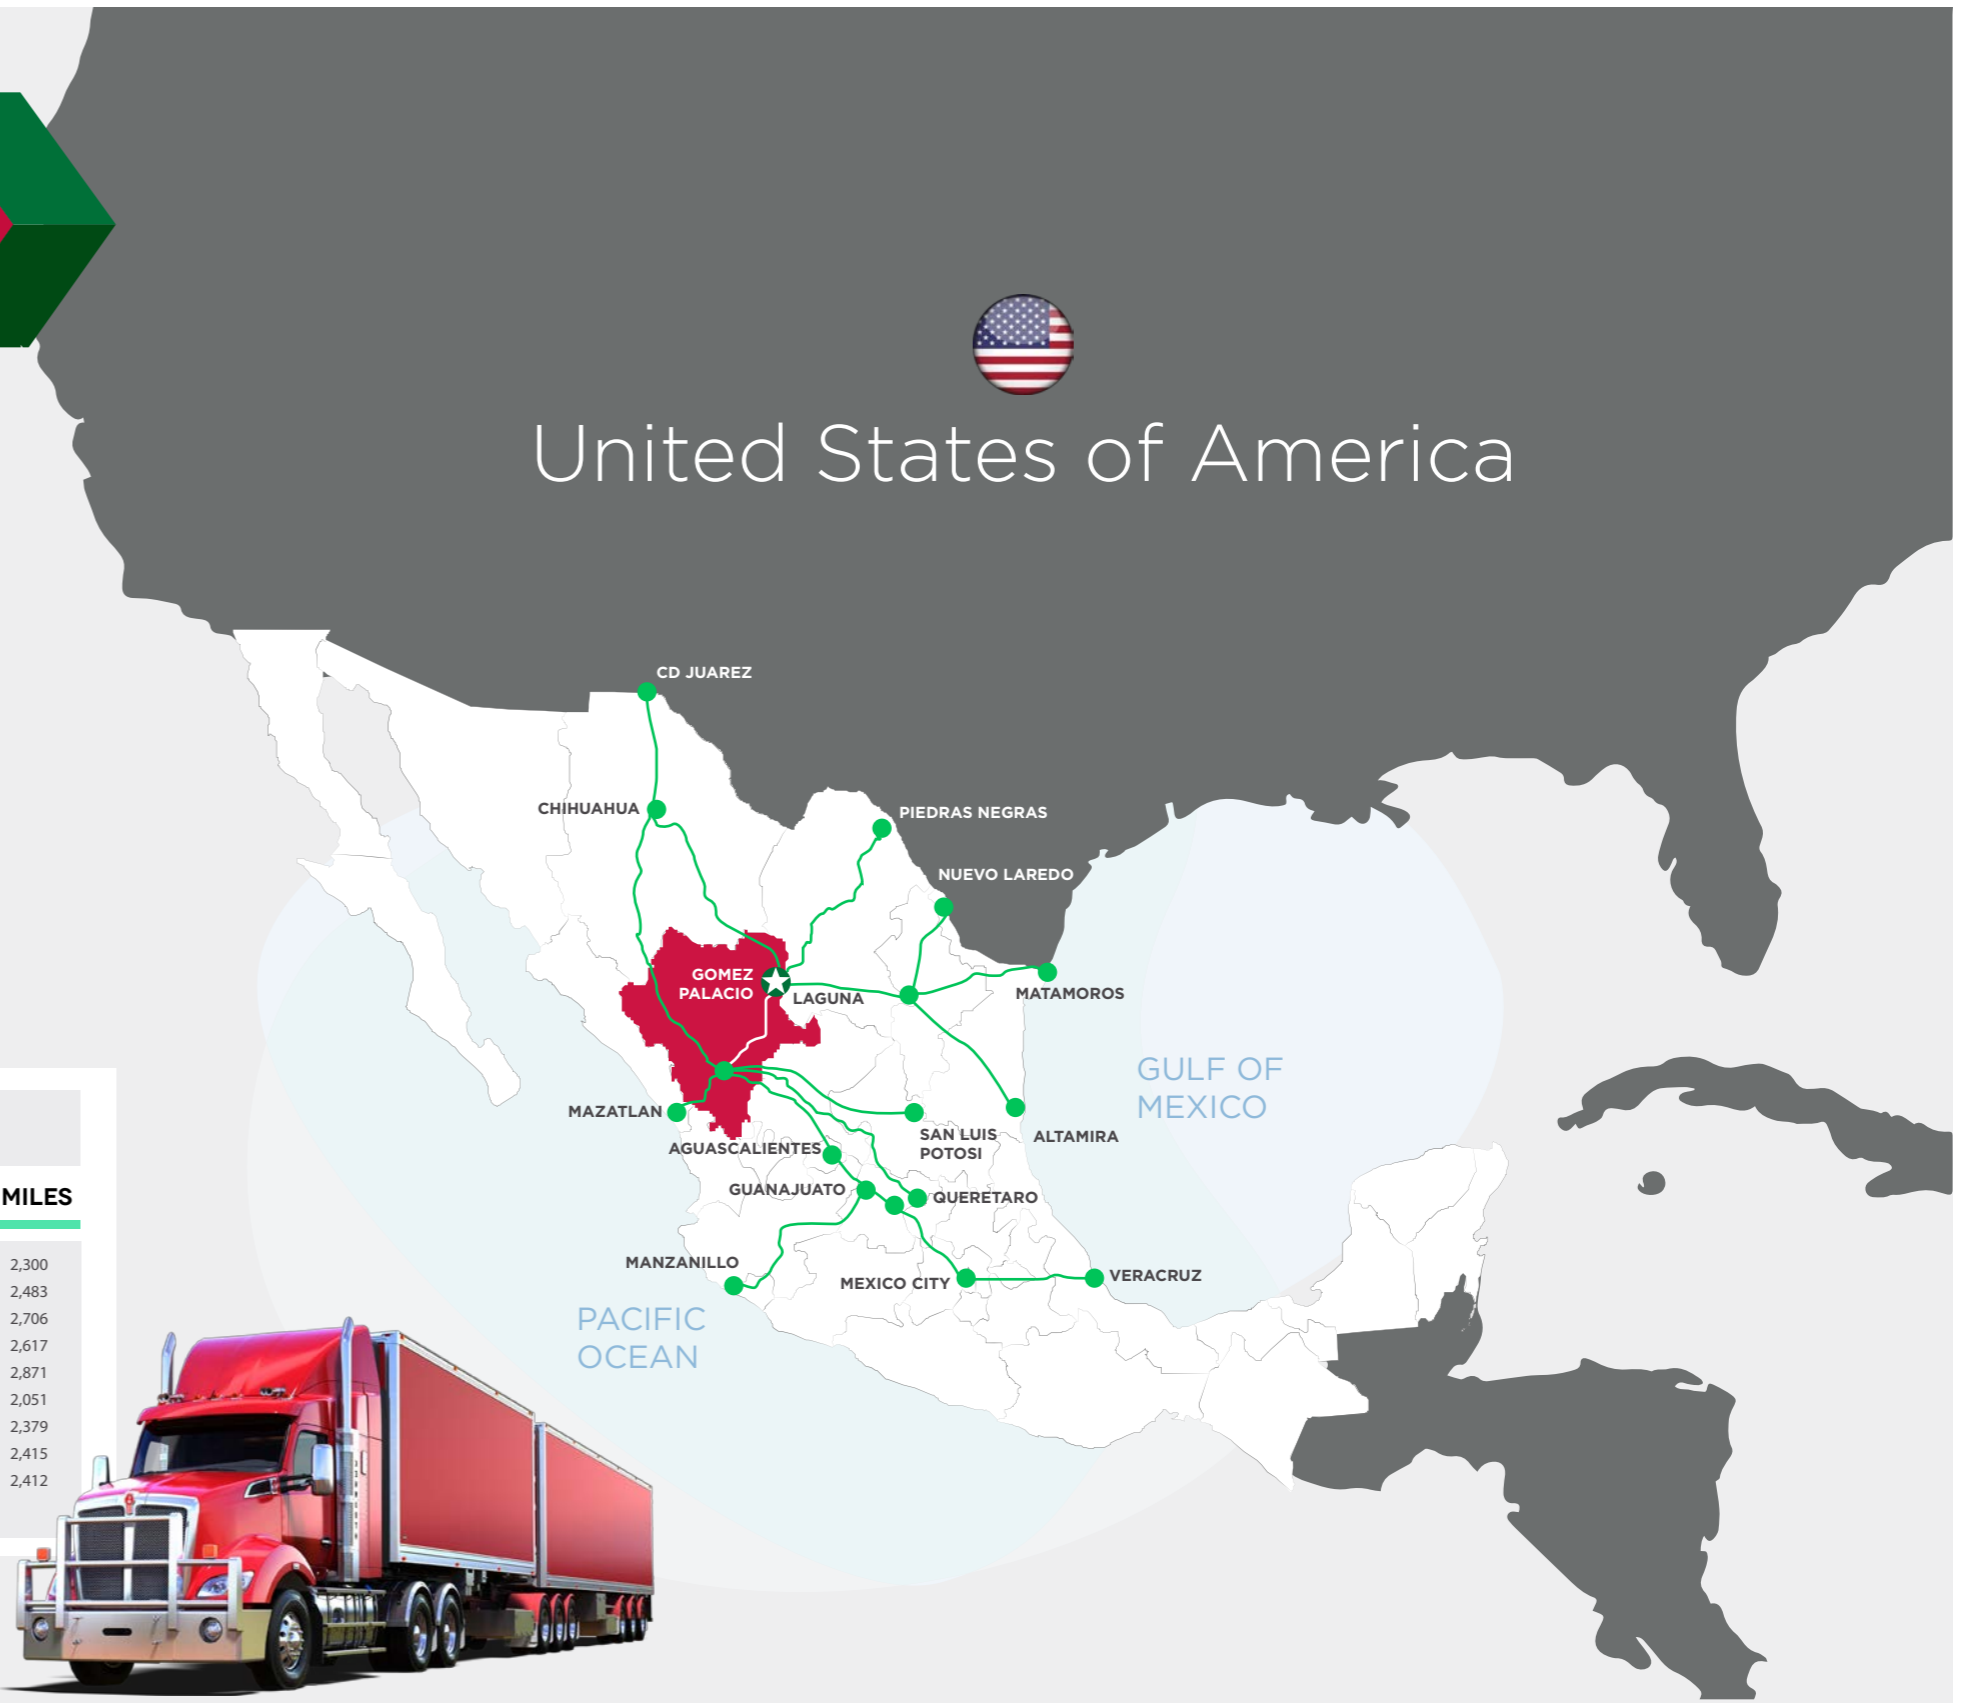 United States of America
CD JUAREZ
CHIHUAHUA
PIEDRAS NEGRAS
NUEVO LAREDO
GOMEZ
PALACIO
LAGUNA
MATAMOROS
GULF OF
MEXICO
MAZATLAN
SAN LUIS
POTOSI
ALTAMIRA
AGUASCALIENTES
GUANAJUATO
QUERETARO
MANZANILLO
MEXICO CITY
VERACRUZ
PACIFIC
OCEAN
MILES
2,300
2,483
2,706
2,617
2,871
2,051
2,379
2,415
2,412